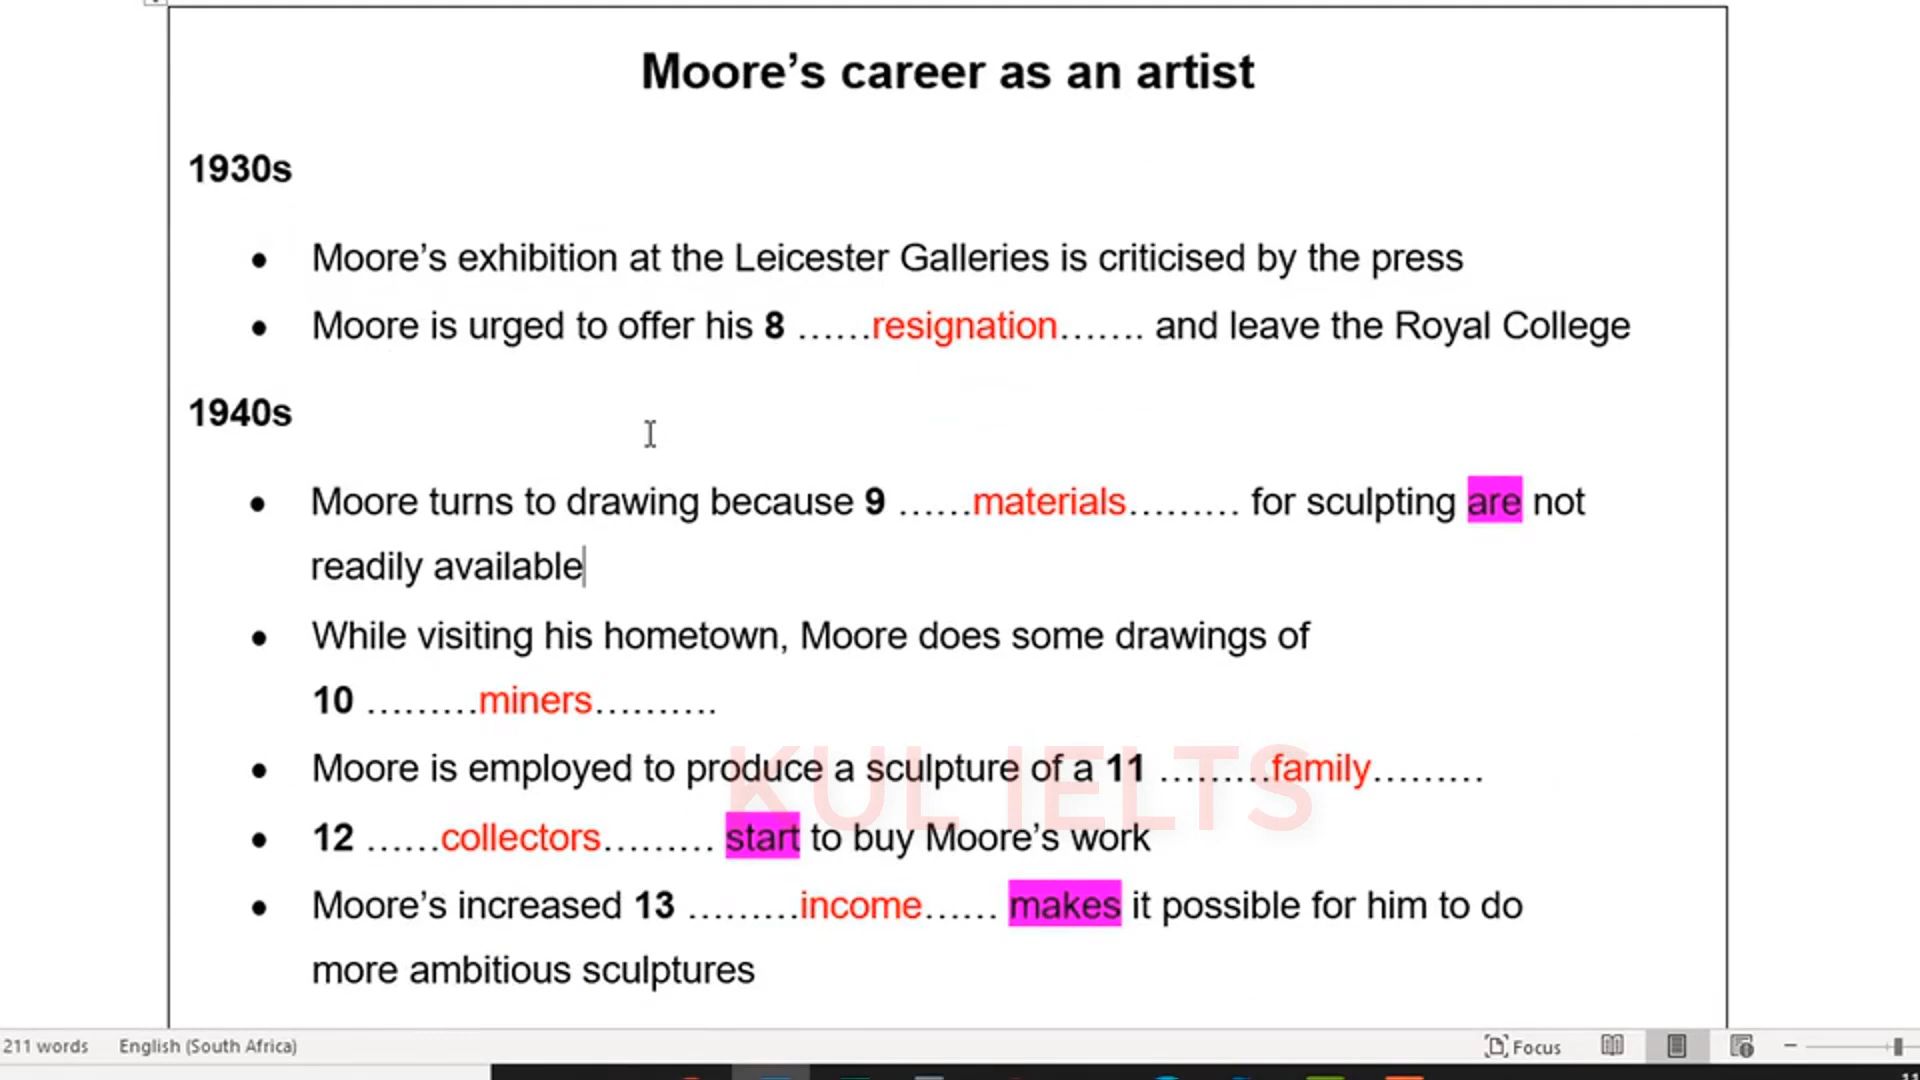 Moore’s career as an artist
1930s
● Moore’s exhibition at the Leicester Galleries is criticised by the press
● Moore is urged to offer his 8 ……resignation……. and leave the Royal College
1940s
● Moore turns to drawing because 9 ……materials……… for sculpting are not
readily available
● While visiting his hometown, Moore does some drawings of
10 ………miners……….
● Moore is employed to produce a sculpture of a 11 ………family………
KUL IELTS
● 12 ……collectors……… start to buy Moore’s work
● Moore’s increased 13 ………income…… makes it possible for him to do
more ambitious sculptures
211 words English (South Africa) Focus